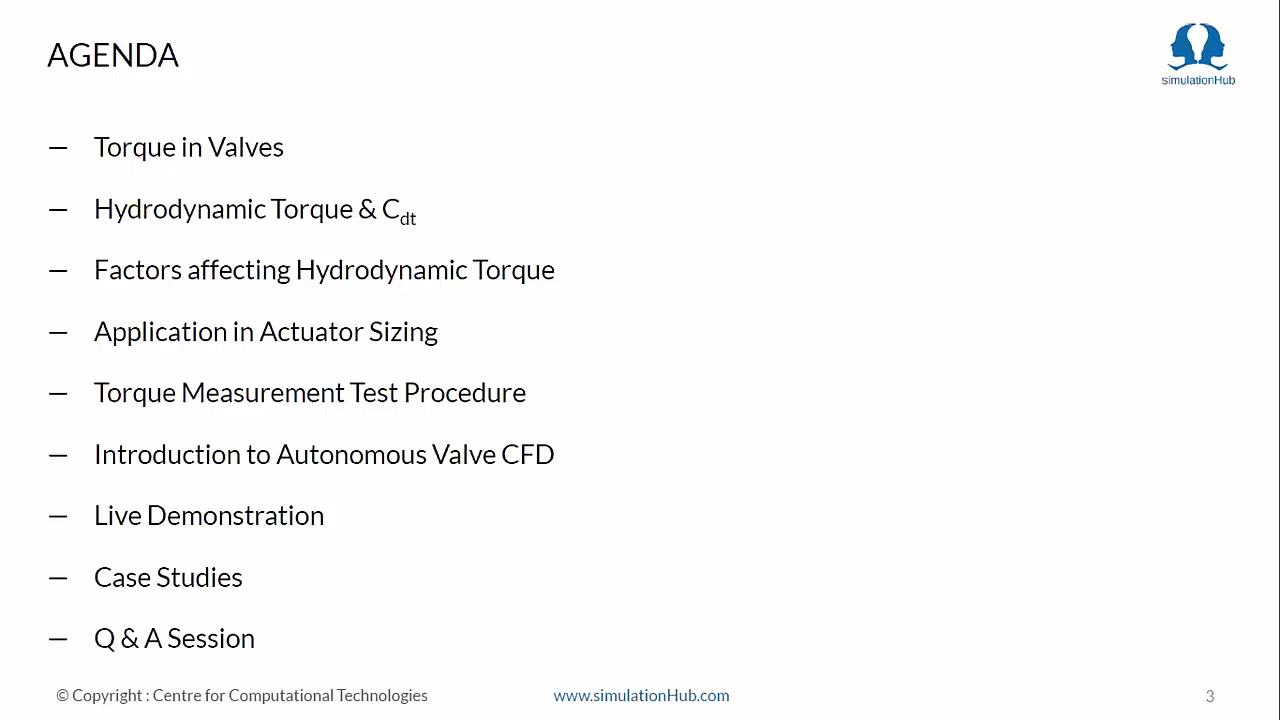 AGENDA
simulationHub
— Torque in Valves
— Hydrodynamic Torque & Cdt
— Factors affecting Hydrodynamic Torque
— Application in Actuator Sizing
— Torque Measurement Test Procedure
— Introduction to Autonomous Valve CFD
— Live Demonstration
— Case Studies
— Q & A Session
© Copyright : Centre for Computational Technologies
www.simulationHub.com
3